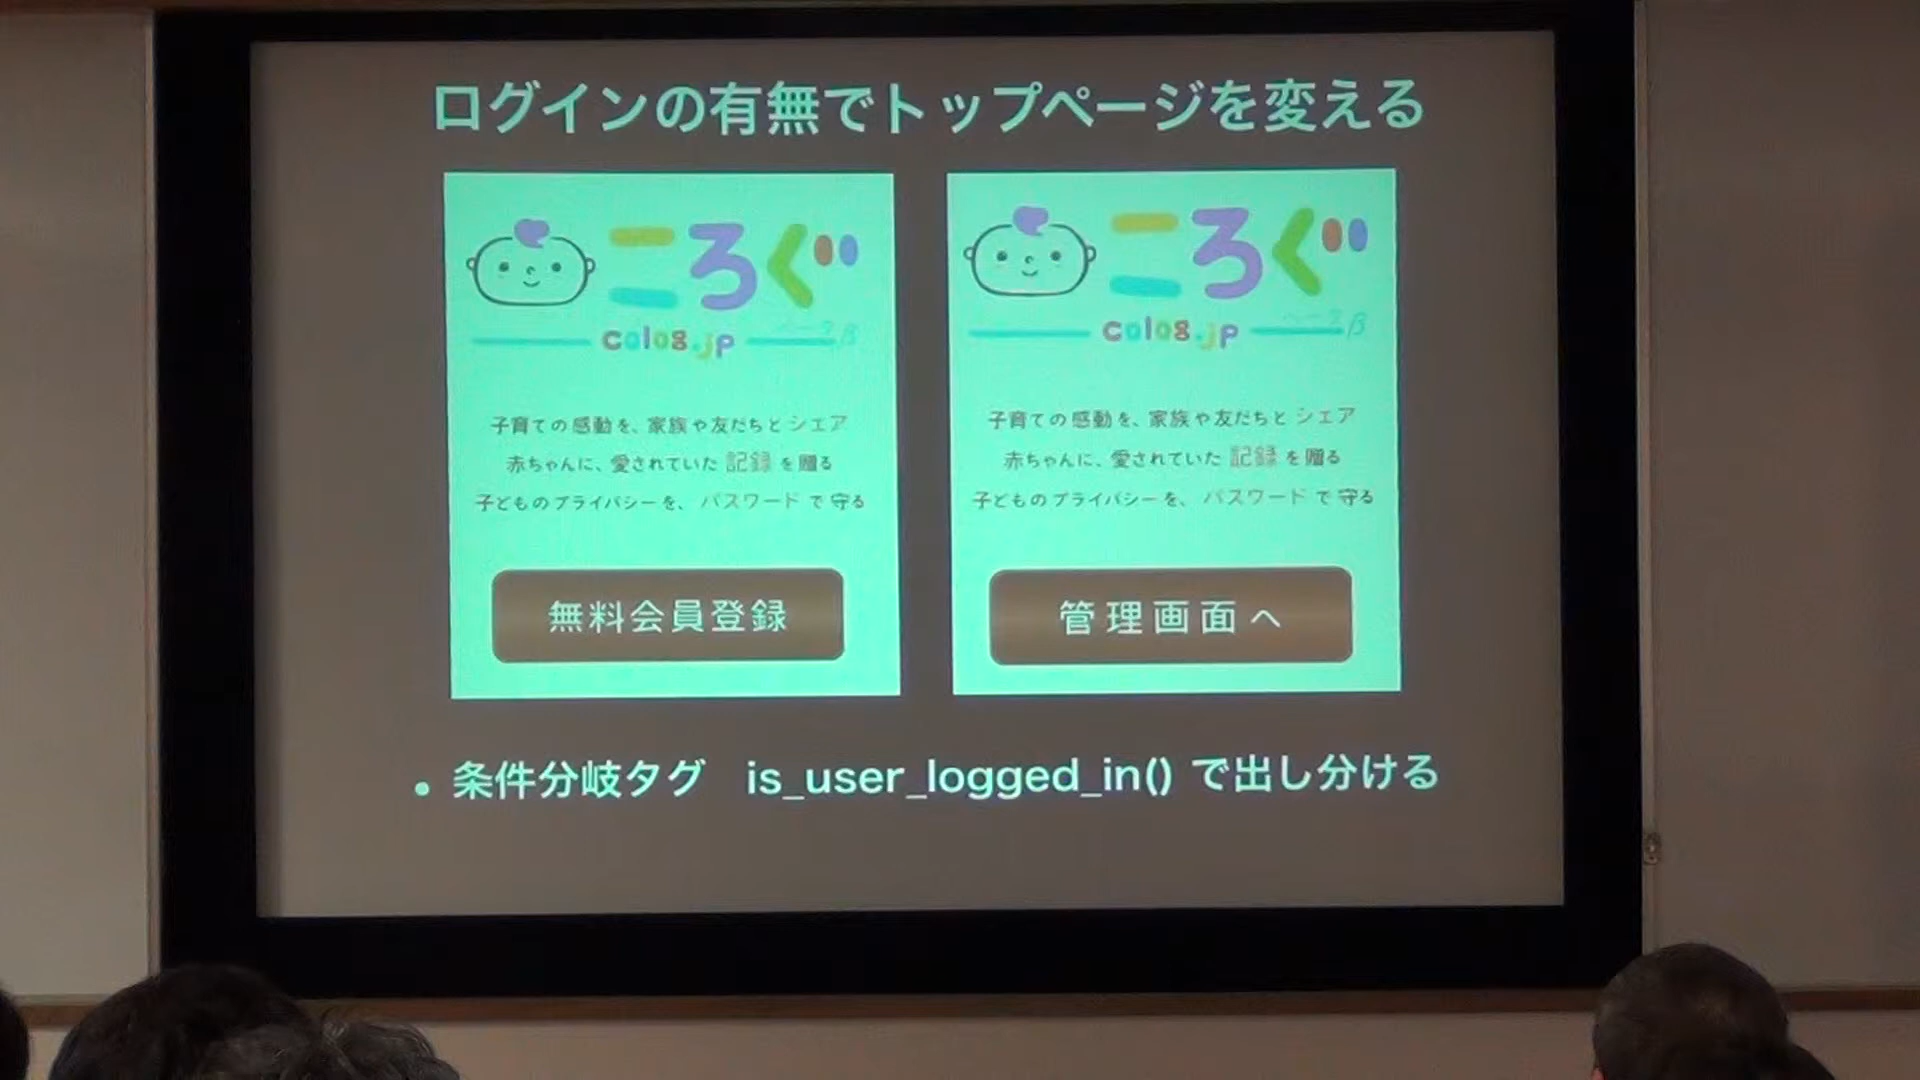 ログインの有無でトップページを変える
ころぐ
colog.jp
β
子育ての感動を、家族や友だちと シェア
赤ちゃんに、愛されていた 記録 を贈る
子どものプライバシーを、パスワード で 守る
無料会員登録
ころぐ
colog.jp
ベータβ
子育ての感動を、家族や友だちと シェア
赤ちゃんに、愛されていた 記録 を贈る
子どものプライバシーを、パスワード で 守る
管理画面へ
• 条件分岐タグ is_user_logged_in() で出し分ける